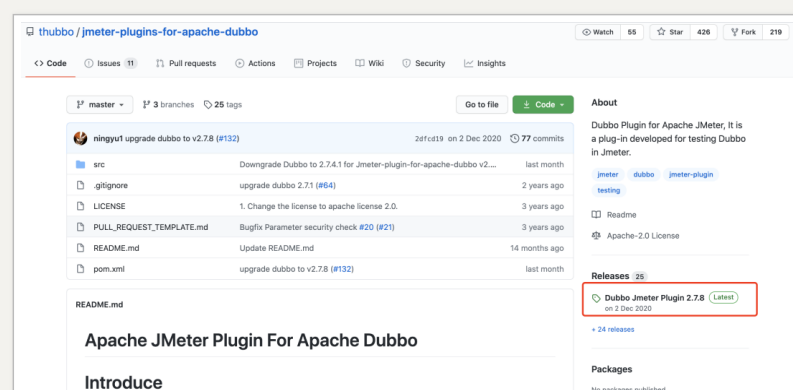 thubbo / jmeter-plugins-for-apache-dubbo
Watch 55 Star 426 Fork 219
<> Code Issues 11 Pull requests Actions Projects Wiki Security Insights
master 3 branches 25 tags Go to file Code
ningyu1 upgrade dubbo to v2.7.8 (#132) 2dfcd19 on 2 Dec 2020 77 commits
src Downgrade Dubbo to 2.7.4.1 for Jmeter-plugin-for-apache-dubbo v2.... last month
.gitignore upgrade dubbo 2.7.1 (#64) 2 years ago
LICENSE 1. Change the license to apache license 2.0. 3 years ago
PULL_REQUEST_TEMPLATE.md Bugfix Parameter security check #20 (#21) 3 years ago
README.md Update README.md 14 months ago
pom.xml upgrade dubbo to v2.7.8 (#132) last month
README.md
Apache JMeter Plugin For Apache Dubbo
Introduce
About
Dubbo Plugin for Apache JMeter, It is
a plug-in developed for testing Dubbo
in Jmeter.
jmeter dubbo jmeter-plugin
testing
Readme
Apache-2.0 License
Releases 25
Dubbo Jmeter Plugin 2.7.8 Latest
on 2 Dec 2020
+ 24 releases
Packages
No packages published